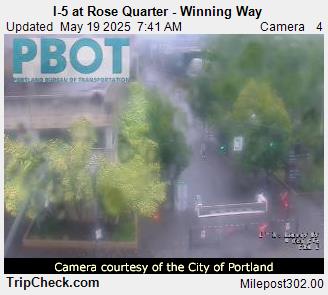 I-5 at Rose Quarter - Winning Way
Updated May 19 2025 7:41 AM Camera 4
PBOT
PORTLAND BUREAU OF TRANSPORTATION
Camera courtesy of the City of Portland
TripCheck.com Milepost302.00